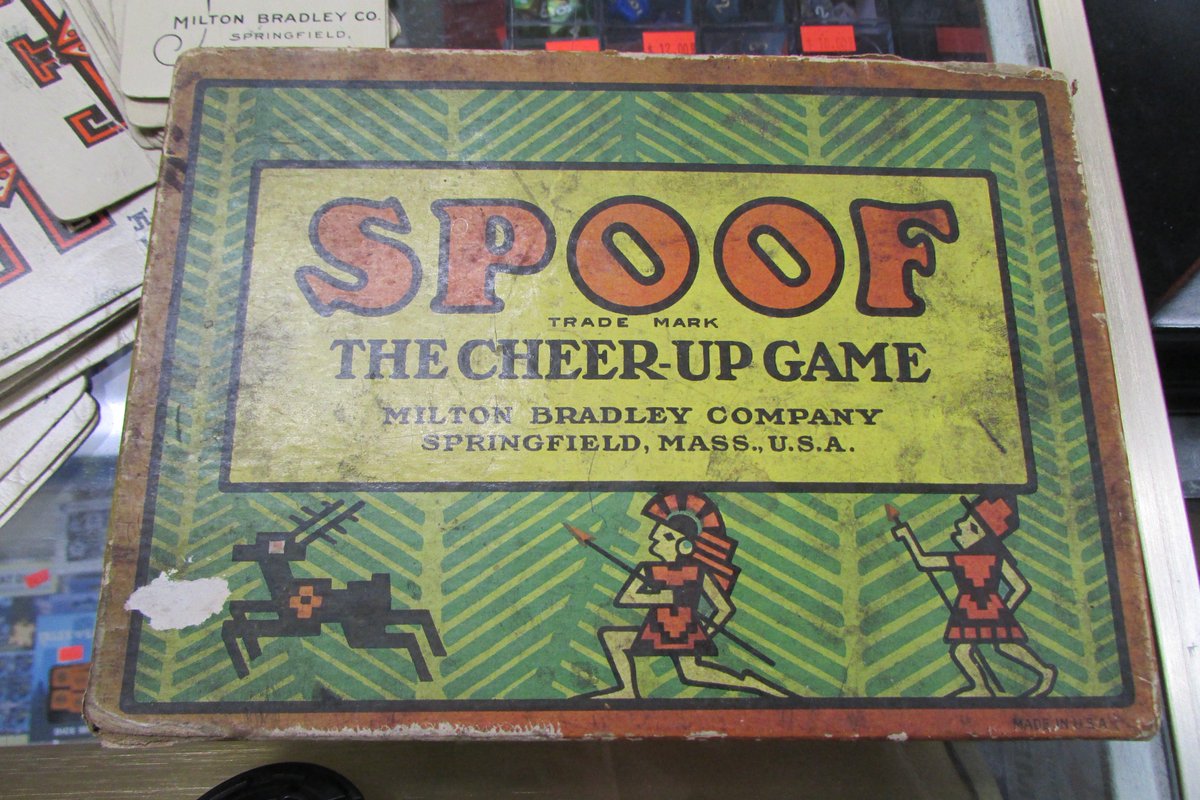 MILTON BRADLEY CO.
SPRINGFIELD,
SPOOF
TRADE MARK
THE CHEER-UP GAME
MILTON BRADLEY COMPANY
SPRINGFIELD, MASS., U.S.A.
MADE IN U.S.A.